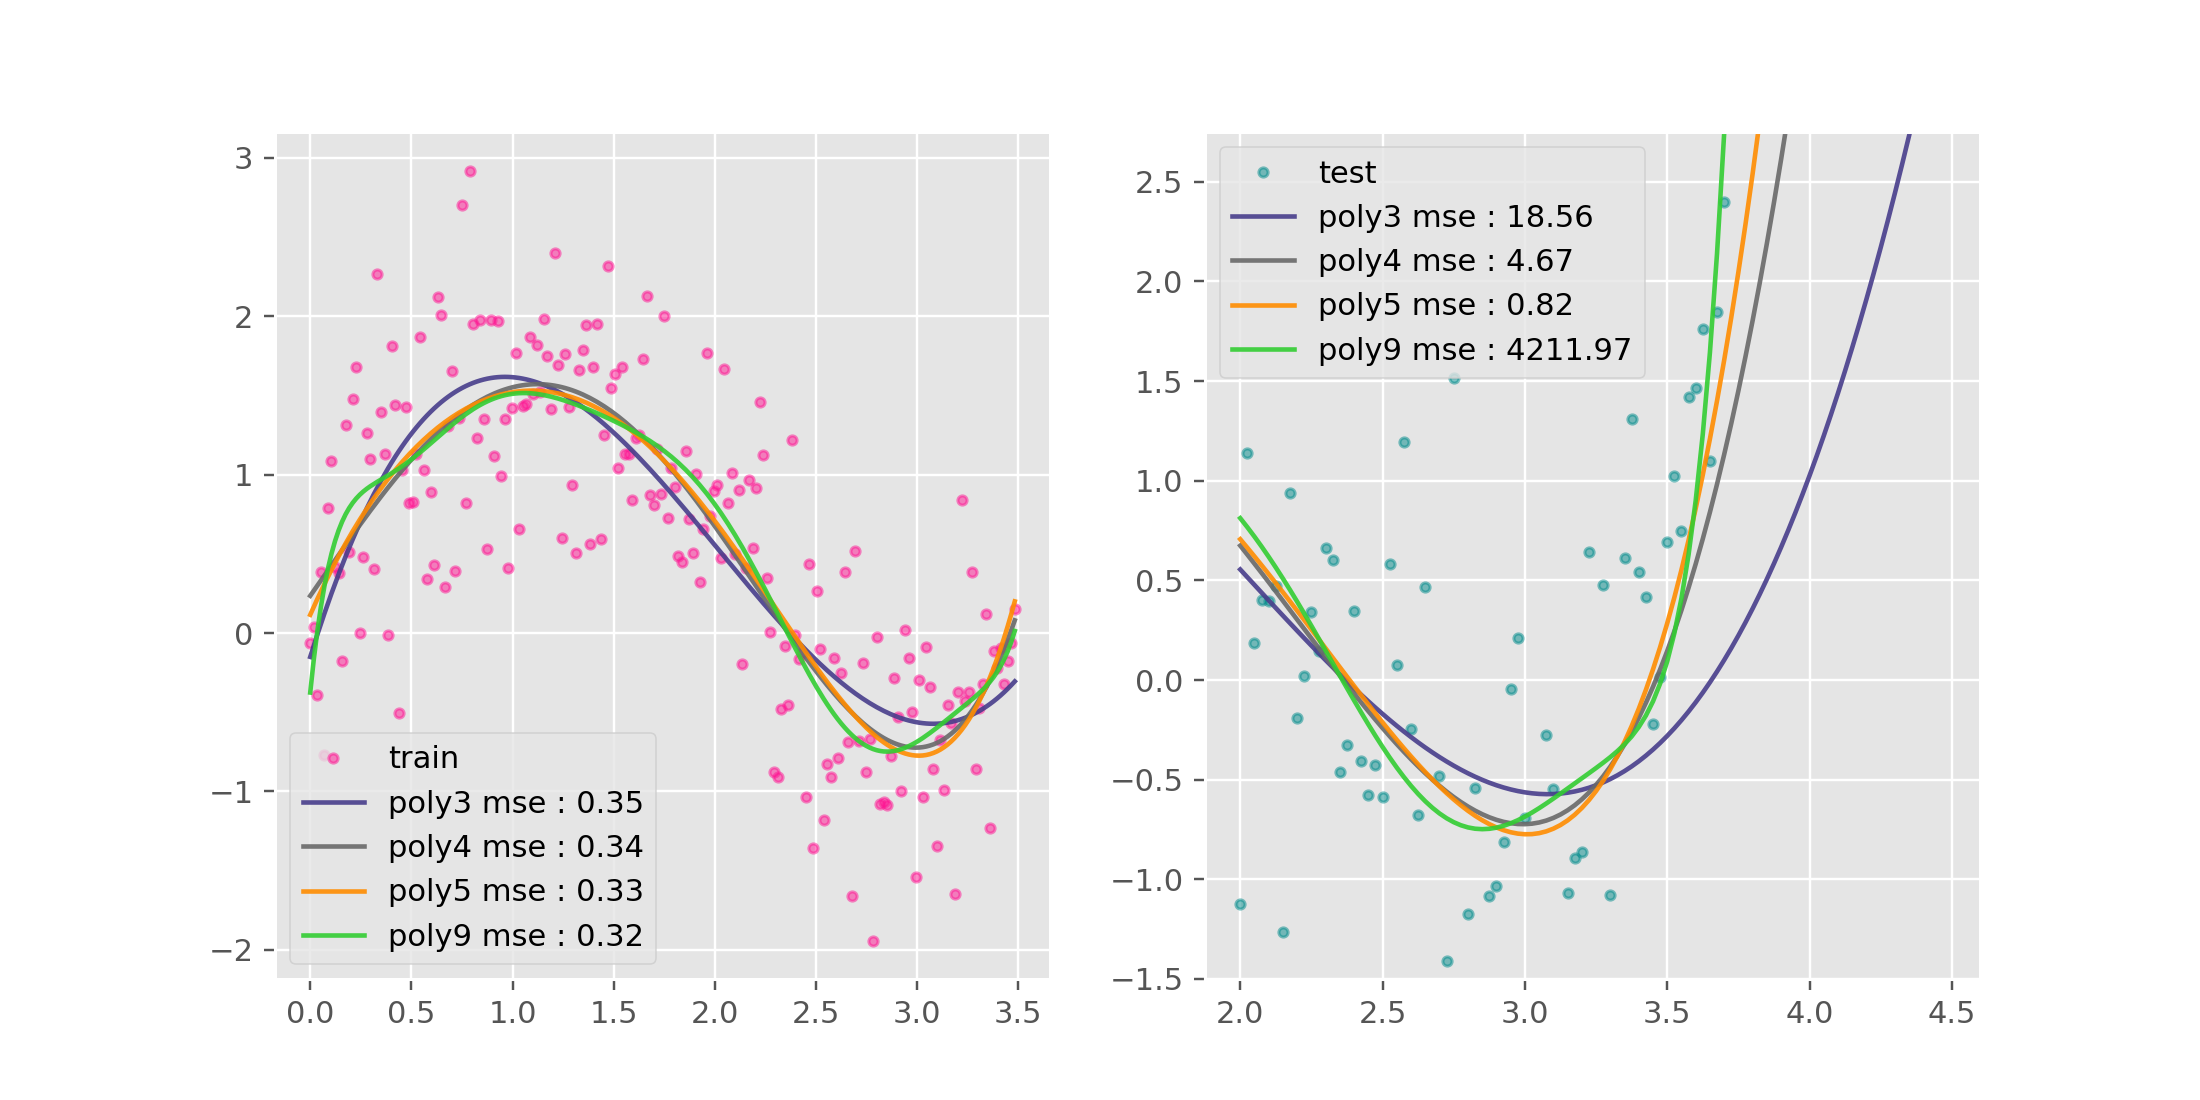 3
2
1
0
−1
−2
0.0 0.5 1.0 1.5 2.0 2.5 3.0 3.5
train
poly3 mse : 0.35
poly4 mse : 0.34
poly5 mse : 0.33
poly9 mse : 0.32
2.5
2.0
1.5
1.0
0.5
0.0
−0.5
−1.0
−1.5
2.0 2.5 3.0 3.5 4.0 4.5
test
poly3 mse : 18.56
poly4 mse : 4.67
poly5 mse : 0.82
poly9 mse : 4211.97